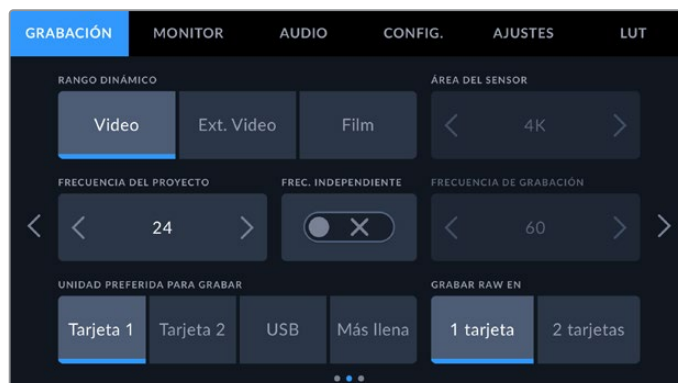 GRABACIÓN MONITOR AUDIO CONFIG. AJUSTES LUT
RANGO DINÁMICO ÁREA DEL SENSOR
Video Ext. Video Film 4K
FRECUENCIA DEL PROYECTO FREC. INDEPENDIENTE FRECUENCIA DE GRABACIÓN
24 60
UNIDAD PREFERIDA PARA GRABAR GRABAR RAW EN
Tarjeta 1 Tarjeta 2 USB Más llena 1 tarjeta 2 tarjetas